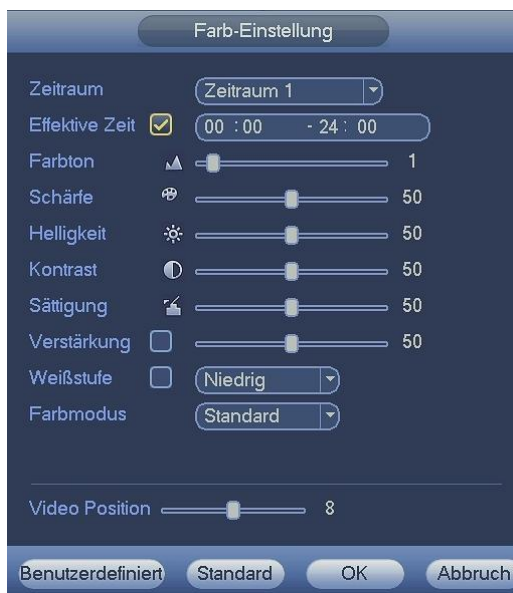 Farb-Einstellung
Zeitraum Zeitraum 1
Effektive Zeit 00 : 00 - 24 : 00
Farbton 1
Schärfe 50
Helligkeit 50
Kontrast 50
Sättigung 50
Verstärkung 50
Weißstufe Niedrig
Farbmodus Standard
Video Position 8
Benutzerdefiniert Standard OK Abbruch